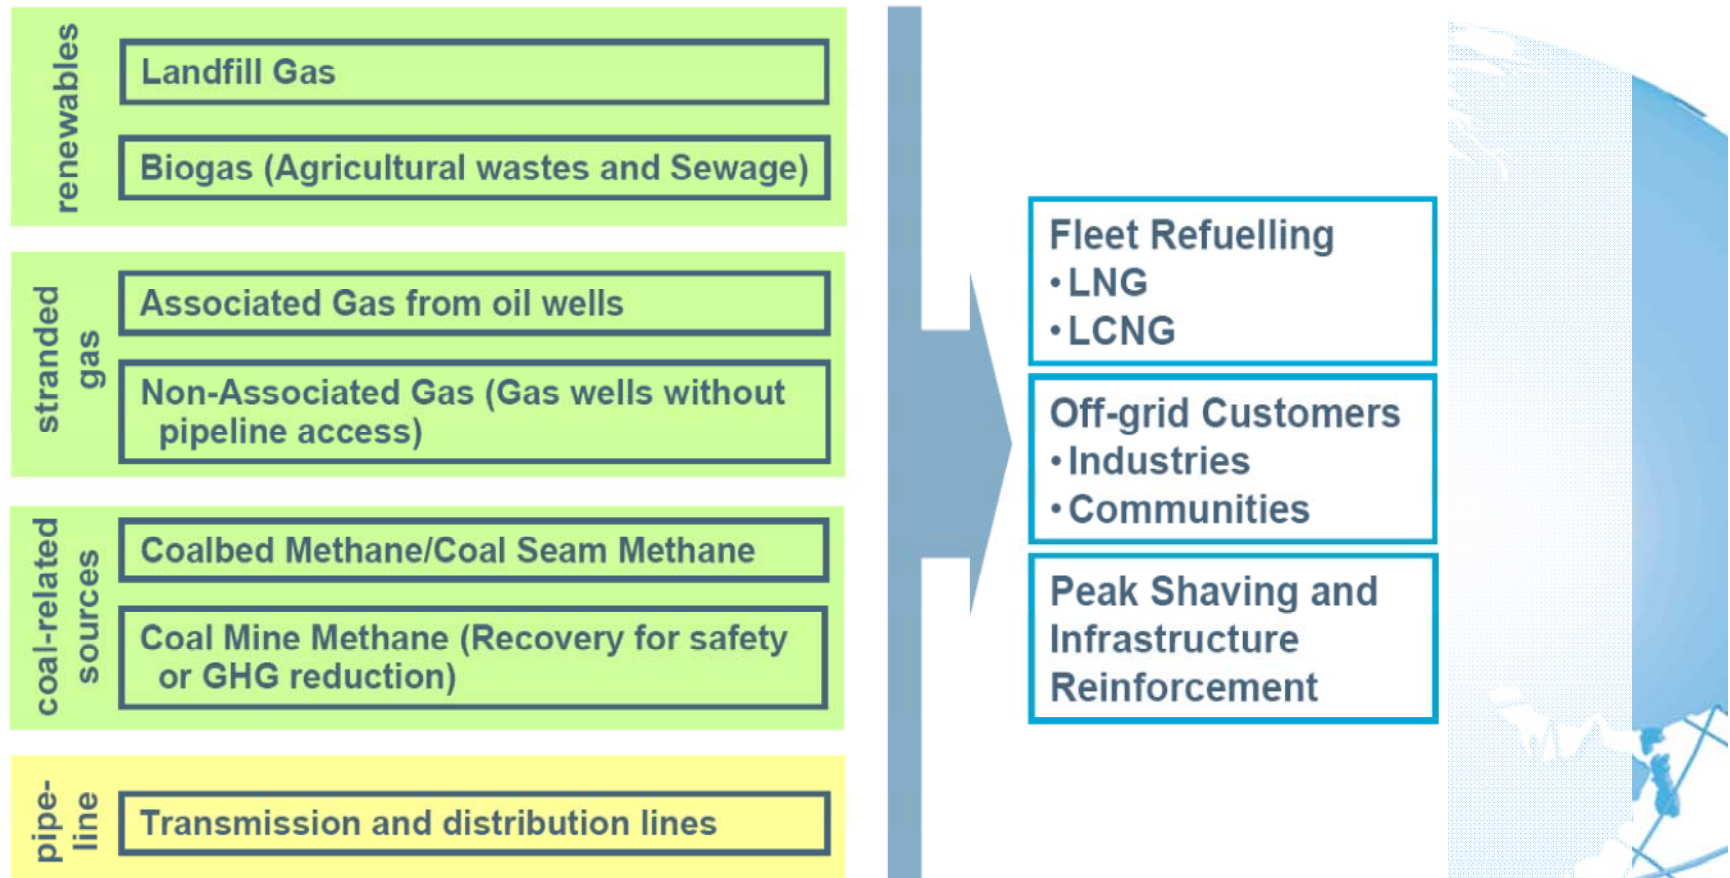 renewables
Landfill Gas
Biogas (Agricultural wastes and Sewage)
stranded
gas
Associated Gas from oil wells
Non-Associated Gas (Gas wells without
pipeline access)
coal-related
sources
Coalbed Methane/Coal Seam Methane
Coal Mine Methane (Recovery for safety
or GHG reduction)
pipe-
line
Transmission and distribution lines
Fleet Refuelling
• LNG
• LCNG
Off-grid Customers
• Industries
• Communities
Peak Shaving and
Infrastructure
Reinforcement